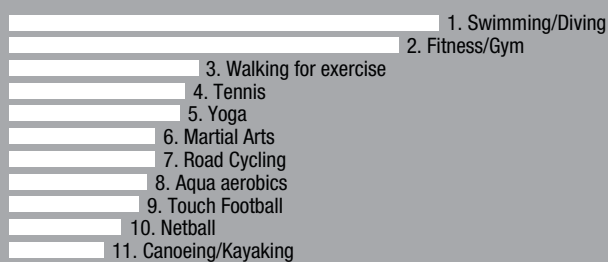 1. Swimming/Diving
2. Fitness/Gym
3. Walking for exercise
4. Tennis
5. Yoga
6. Martial Arts
7. Road Cycling
8. Aqua aerobics
9. Touch Football
10. Netball
11. Canoeing/Kayaking